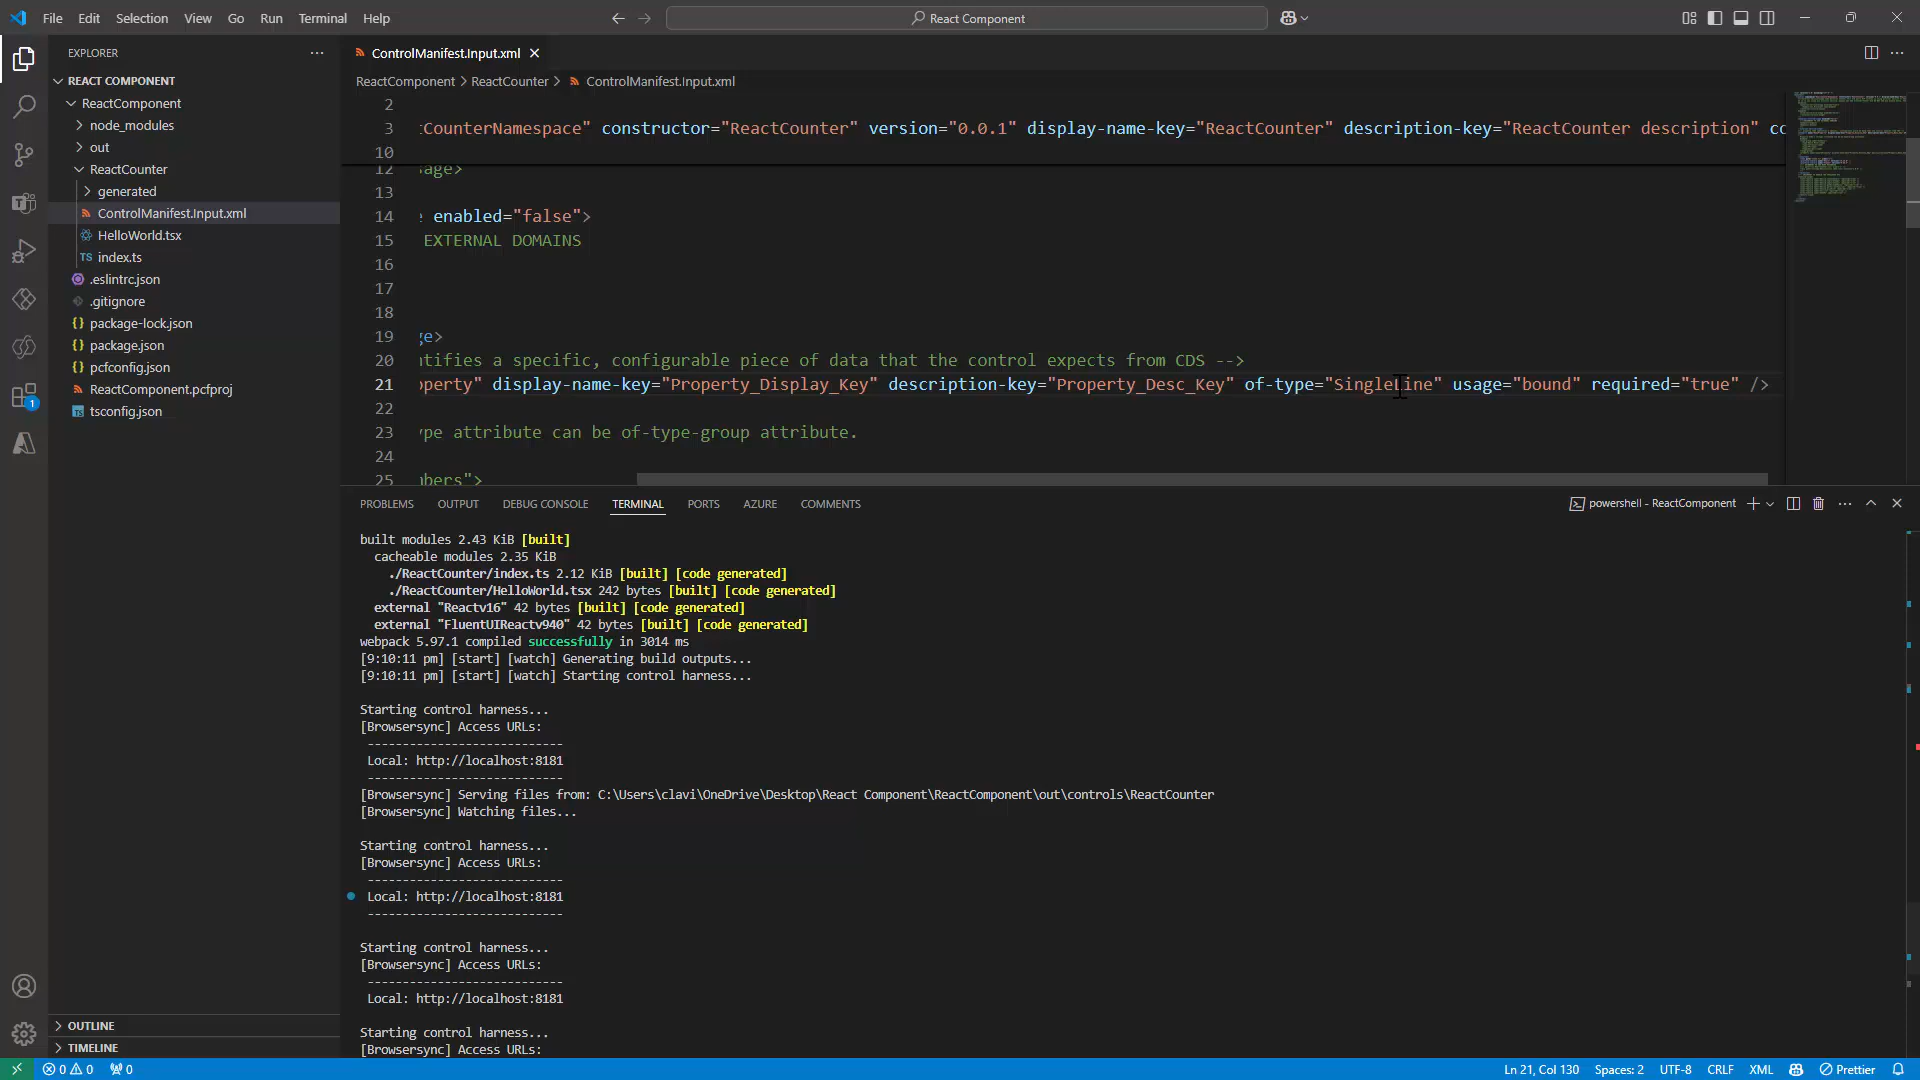 File Edit Selection View Go Run Terminal Help
React Component
EXPLORER
REACT COMPONENT
ReactComponent
node_modules
out
ReactCounter
generated
ControlManifest.Input.xml
HelloWorld.tsx
TS index.ts
.eslintrc.json
.gitignore
{} package-lock.json
{} package.json
{} pcfconfig.json
ReactComponent.pcfproj
tsconfig.json
1
OUTLINE
TIMELINE
ControlManifest.Input.xml
ReactComponent > ReactCounter > ControlManifest.Input.xml
2
3 CounterNamespace" constructor="ReactCounter" version="0.0.1" display-name-key="ReactCounter" description-key="ReactCounter description" co
10
12 age>
13
14 e enabled="false">
15 EXTERNAL DOMAINS
16
17
18
19 ge>
20 ntifies a specific, configurable piece of data that the control expects from CDS -->
21 perty" display-name-key="Property_Display_Key" description-key="Property_Desc_Key" of-type="SingleLine" usage="bound" required="true" />
22
23 ype attribute can be of-type-group attribute.
24
25 mbers">
PROBLEMS OUTPUT DEBUG CONSOLE TERMINAL PORTS AZURE COMMENTS
powershell - ReactComponent
built modules 2.43 KiB [built]
cacheable modules 2.35 KiB
./ReactCounter/index.ts 2.12 KiB [built] [code generated]
./ReactCounter/HelloWorld.tsx 242 bytes [built] [code generated]
external "Reactv16" 42 bytes [built] [code generated]
external "FluentUIReactv940" 42 bytes [built] [code generated]
webpack 5.97.1 compiled successfully in 3014 ms
[9:10:11 pm] [start] [watch] Generating build outputs...
[9:10:11 pm] [start] [watch] Starting control harness...
Starting control harness...
[Browsersync] Access URLs:
----------------------------
Local: http://localhost:8181
----------------------------
[Browsersync] Serving files from: C:\Users\clavi\OneDrive\Desktop\React Component\ReactComponent\out\controls\ReactCounter
[Browsersync] Watching files...
Starting control harness...
[Browsersync] Access URLs:
----------------------------
Local: http://localhost:8181
----------------------------
Starting control harness...
[Browsersync] Access URLs:
----------------------------
Local: http://localhost:8181
Starting control harness...
[Browsersync] Access URLs:
0 0 0 Ln 21, Col 130 Spaces: 2 UTF-8 CRLF XML Prettier